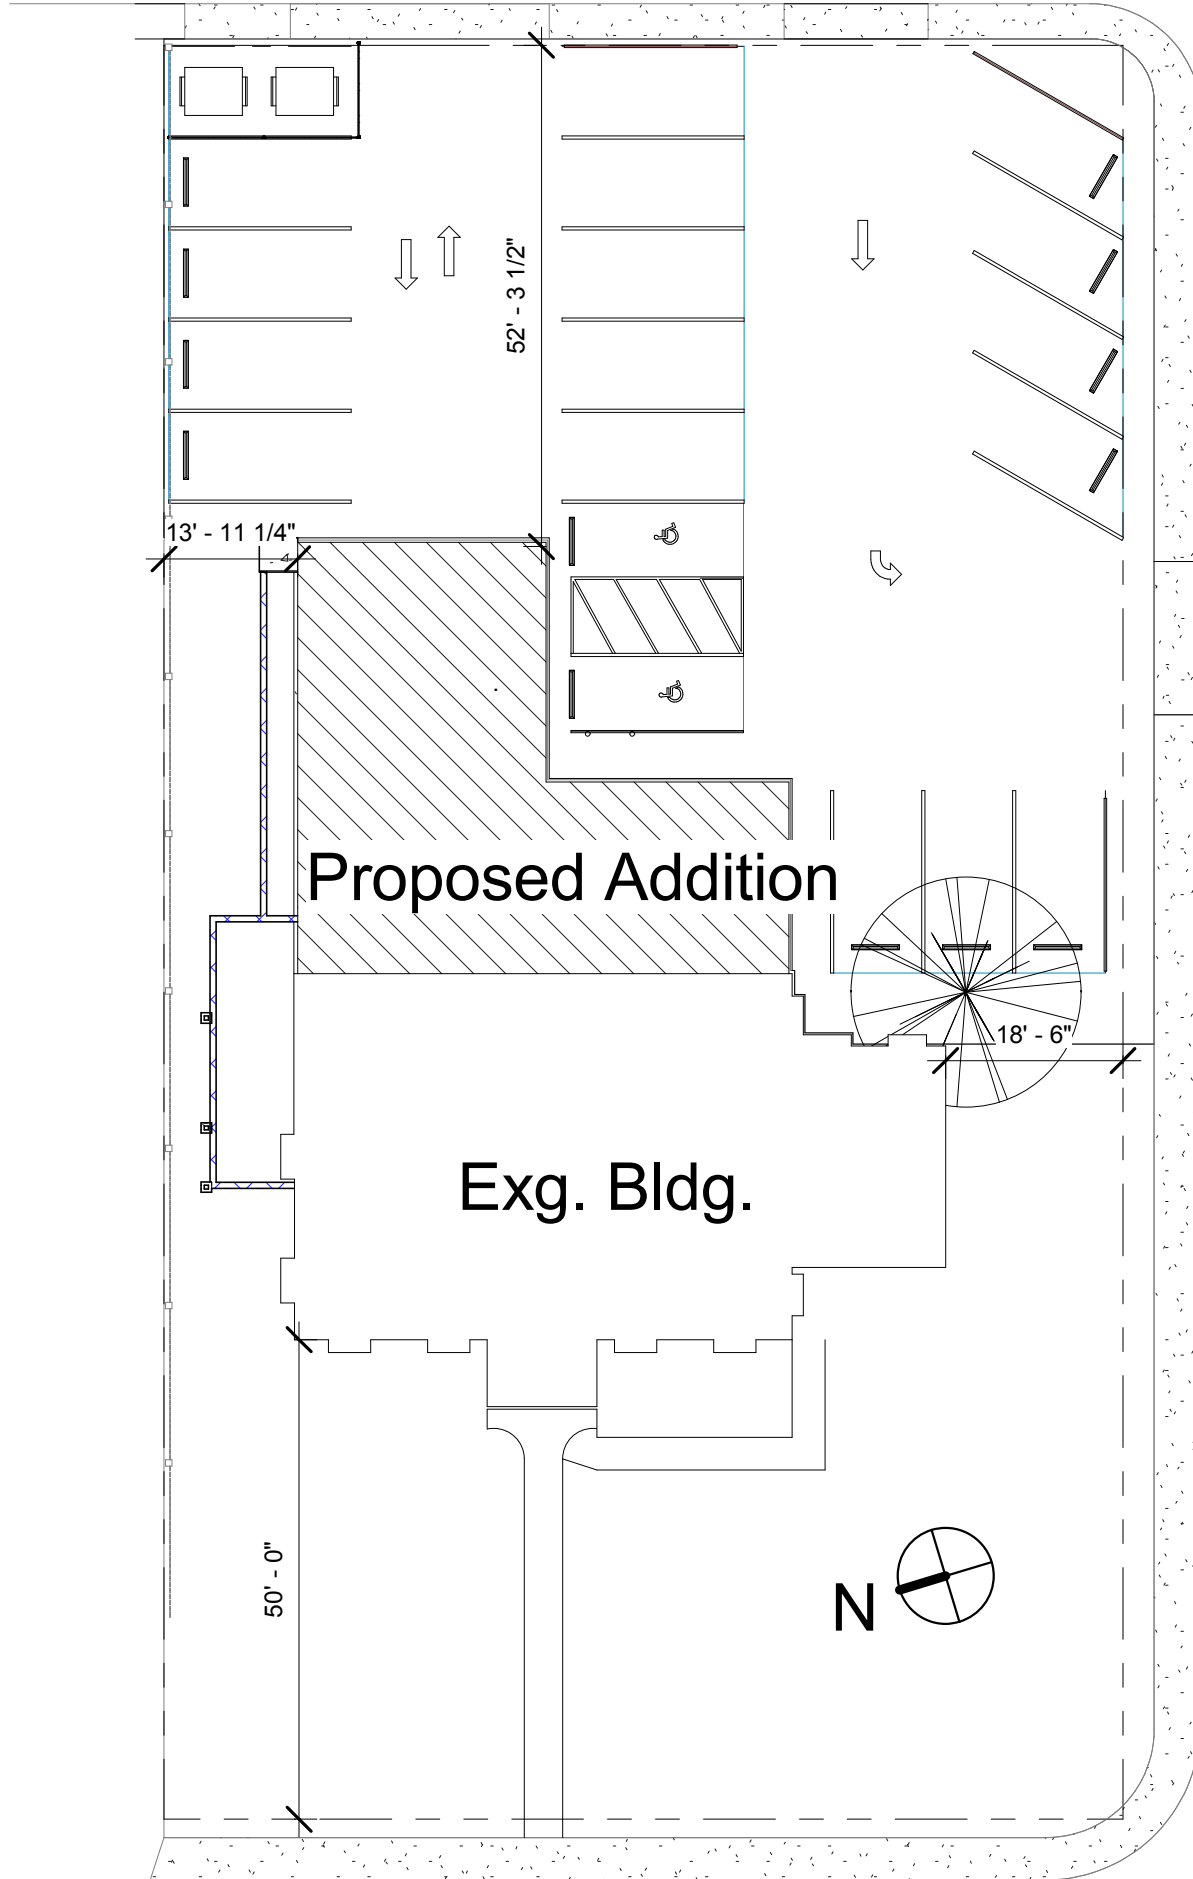 52' - 3 1/2"
13' - 11 1/4"
Proposed Addition
18' - 6"
Exg. Bldg.
50' - 0"
N